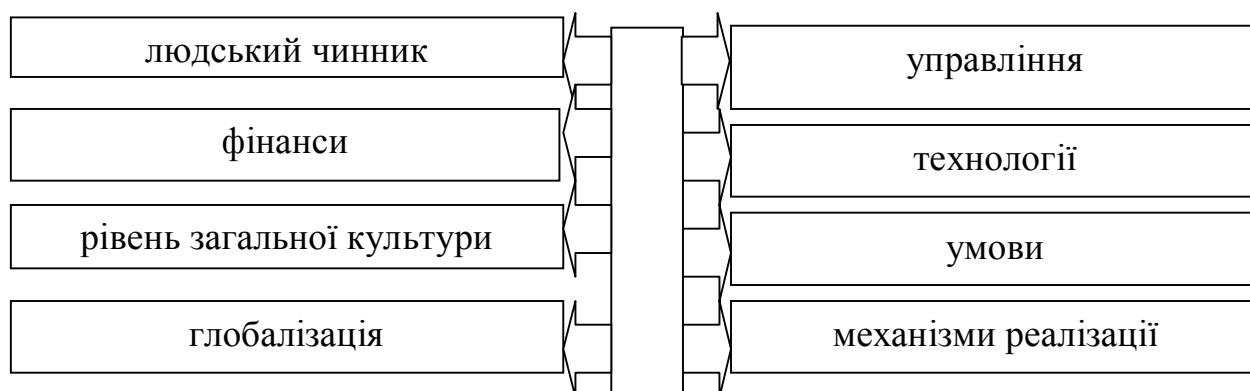 людський чинник
управління
фінанси
технології
рівень загальної культури
умови
глобалізація
механізми реалізації